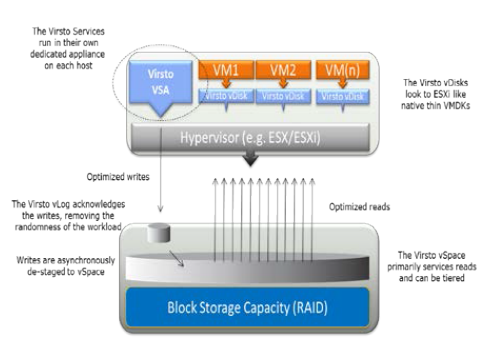 The Virsto Services
run in their own
dedicated appliance
on each host
Virsto
VSA
VM1
VM2
VM(n)
Virsto vDisk
Virsto vDisk
Virsto vDisk
The Virsto vDisks
look to ESXi like
native thin VMDKs
Hypervisor (e.g. ESX/ESXi)
Optimized writes
The Virsto vLog acknowledges
the writes, removing the
randomness of the workload
Optimized reads
Writes are asynchronously
de-staged to vSpace
The Virsto vSpace
primarily services reads
and can be tiered
Block Storage Capacity (RAID)